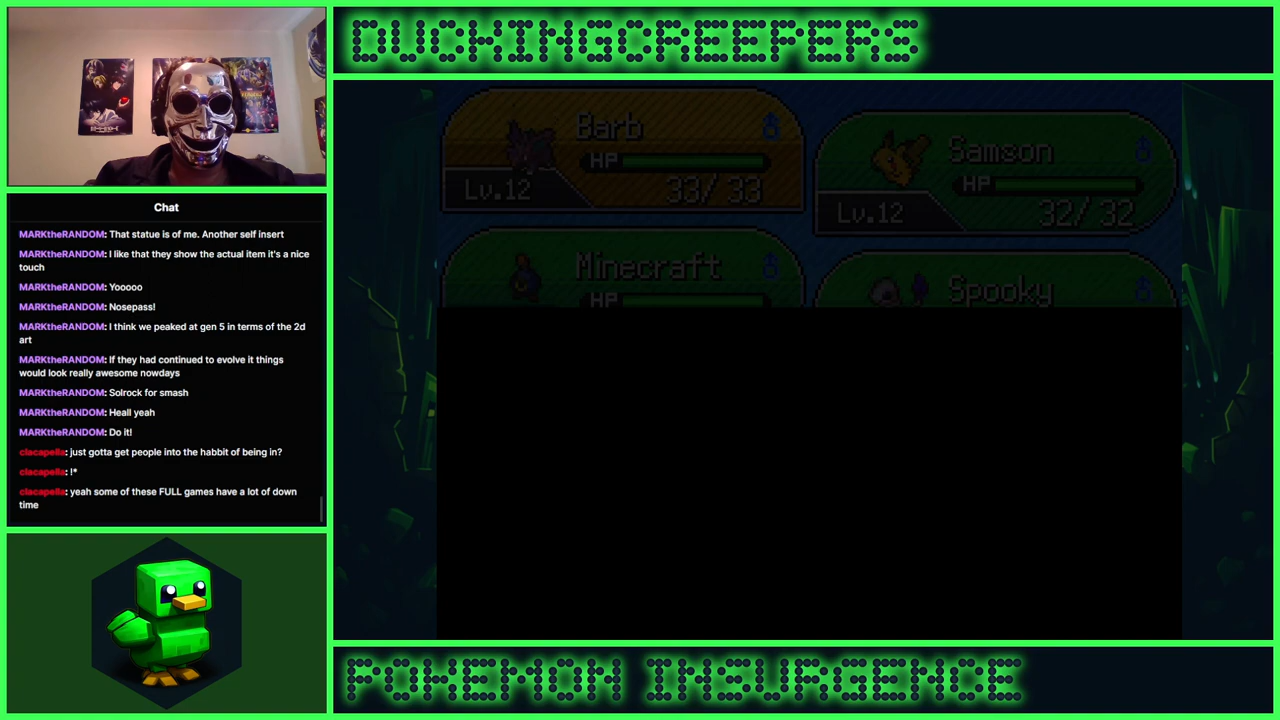 DUCKINGCREEPERS
Chat
MARKtheRANDOM: That statue is of me. Another self insert
MARKtheRANDOM: I like that they show the actual item it's a nice
touch
MARKtheRANDOM: Yooooo
MARKtheRANDOM: Nosepass!
MARKtheRANDOM: I think we peaked at gen 5 in terms of the 2d
art
MARKtheRANDOM: If they had continued to evolve it things
would look really awesome nowdays
MARKtheRANDOM: Solrock for smash
MARKtheRANDOM: Heall yeah
MARKtheRANDOM: Do it!
clacapella: just gotta get people into the habbit of being in?
clacapella: !*
clacapella: yeah some of these FULL games have a lot of down
time
Barb
HP
Lv.12
33/ 33
Samson
HP
Lv.12
32/ 32
Minecraft
HP
Spooky
HP
POKEMON INSURGENCE